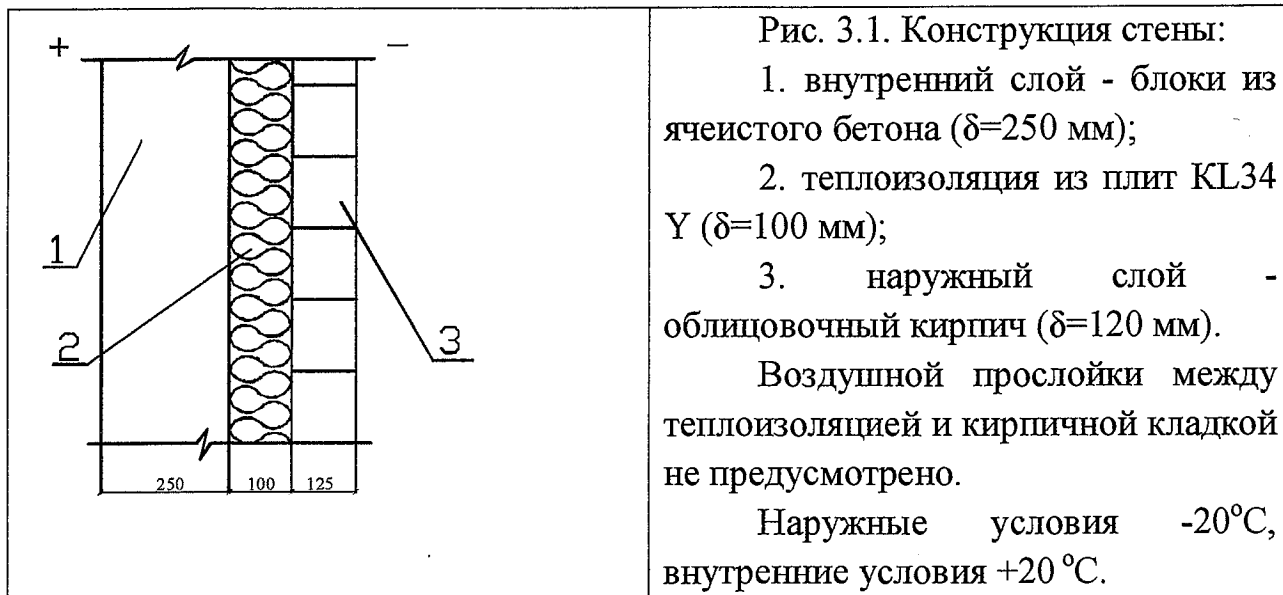 +
−
1
2
3
250
100
125
Рис. 3.1. Конструкция стены:
1. внутренний слой - блоки из
ячеистого бетона (δ=250 мм);
2. теплоизоляция из плит KL34
Y (δ=100 мм);
3. наружный слой -
облицовочный кирпич (δ=120 мм).
Воздушной прослойки между
теплоизоляцией и кирпичной кладкой
не предусмотрено.
Наружные условия -20°С,
внутренние условия +20 °С.